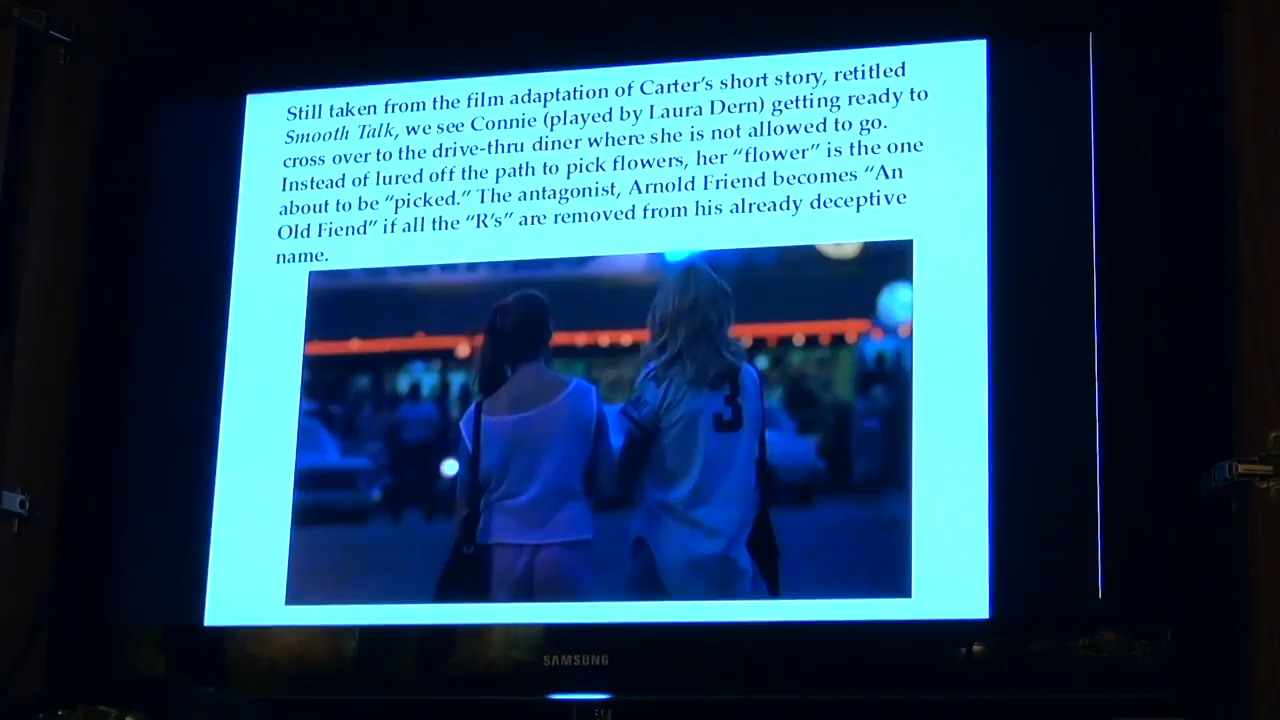 Still taken from the film adaptation of Carter's short story, retitled
Smooth Talk, we see Connie (played by Laura Dern) getting ready to
cross over to the drive-thru diner where she is not allowed to go.
Instead of lured off the path to pick flowers, her "flower" is the one
about to be "picked." The antagonist, Arnold Friend becomes "An
Old Fiend" if all the "R's" are removed from his already deceptive
name.
3
SAMSUNG